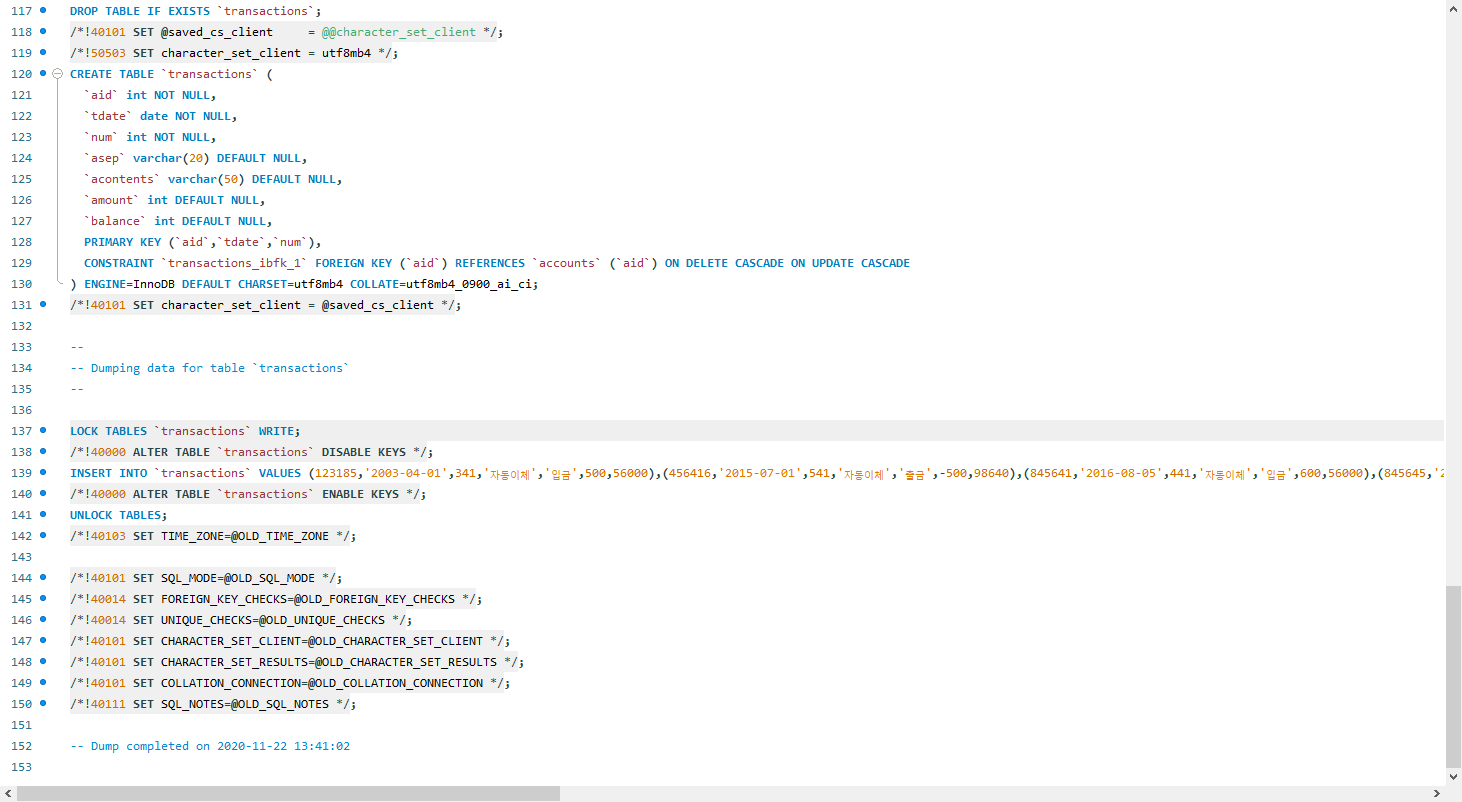 117 DROP TABLE IF EXISTS `transactions`;
118 /*!40101 SET @saved_cs_client     = @@character_set_client */;
119 /*!50503 SET character_set_client = utf8mb4 */;
120 CREATE TABLE `transactions` (
121   `aid` int NOT NULL,
122   `tdate` date NOT NULL,
123   `num` int NOT NULL,
124   `asep` varchar(20) DEFAULT NULL,
125   `acontents` varchar(50) DEFAULT NULL,
126   `amount` int DEFAULT NULL,
127   `balance` int DEFAULT NULL,
128   PRIMARY KEY (`aid`,`tdate`,`num`),
129   CONSTRAINT `transactions_ibfk_1` FOREIGN KEY (`aid`) REFERENCES `accounts` (`aid`) ON DELETE CASCADE ON UPDATE CASCADE
130 ) ENGINE=InnoDB DEFAULT CHARSET=utf8mb4 COLLATE=utf8mb4_0900_ai_ci;
131 /*!40101 SET character_set_client = @saved_cs_client */;
132
133 --
134 -- Dumping data for table `transactions`
135 --
136
137 LOCK TABLES `transactions` WRITE;
138 /*!40000 ALTER TABLE `transactions` DISABLE KEYS */;
139 INSERT INTO `transactions` VALUES (123185,'2003-04-01',341,'자동이체','입금',500,56000),(456416,'2015-07-01',541,'자동이체','출금',-500,98640),(845641,'2016-08-05',441,'자동이체','입금',600,56000),(845645,'2
140 /*!40000 ALTER TABLE `transactions` ENABLE KEYS */;
141 UNLOCK TABLES;
142 /*!40103 SET TIME_ZONE=@OLD_TIME_ZONE */;
143
144 /*!40101 SET SQL_MODE=@OLD_SQL_MODE */;
145 /*!40014 SET FOREIGN_KEY_CHECKS=@OLD_FOREIGN_KEY_CHECKS */;
146 /*!40014 SET UNIQUE_CHECKS=@OLD_UNIQUE_CHECKS */;
147 /*!40101 SET CHARACTER_SET_CLIENT=@OLD_CHARACTER_SET_CLIENT */;
148 /*!40101 SET CHARACTER_SET_RESULTS=@OLD_CHARACTER_SET_RESULTS */;
149 /*!40101 SET COLLATION_CONNECTION=@OLD_COLLATION_CONNECTION */;
150 /*!40111 SET SQL_NOTES=@OLD_SQL_NOTES */;
151
152 -- Dump completed on 2020-11-22 13:41:02
153